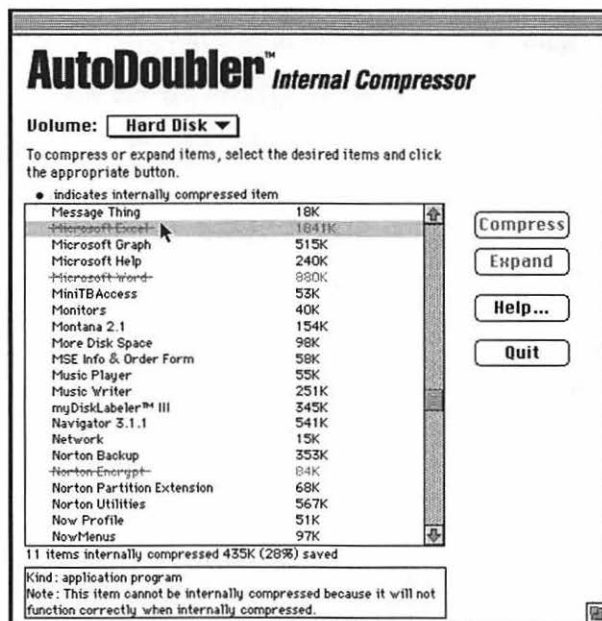 AutoDoubler™ Internal Compressor
Volume: Hard Disk ▼
To compress or expand items, select the desired items and click
the appropriate button.
• indicates internally compressed item
Message Thing 18K
Microsoft Excel 1841K
Microsoft Graph 515K
Microsoft Help 240K
Microsoft Word 880K
MiniTBAccess 53K
Monitors 40K
Montana 2.1 154K
More Disk Space 98K
MSE Info & Order Form 58K
Music Player 55K
Music Writer 251K
myDiskLabeler™ III 345K
Navigator 3.1.1 541K
Network 15K
Norton Backup 353K
Norton Encrypt 84K
Norton Partition Extension 68K
Norton Utilities 567K
Now Profile 51K
NowMenus 97K
Compress
Expand
Help...
Quit
11 items internally compressed 435K (28%) saved
Kind: application program
Note: This item cannot be internally compressed because it will not
function correctly when internally compressed.